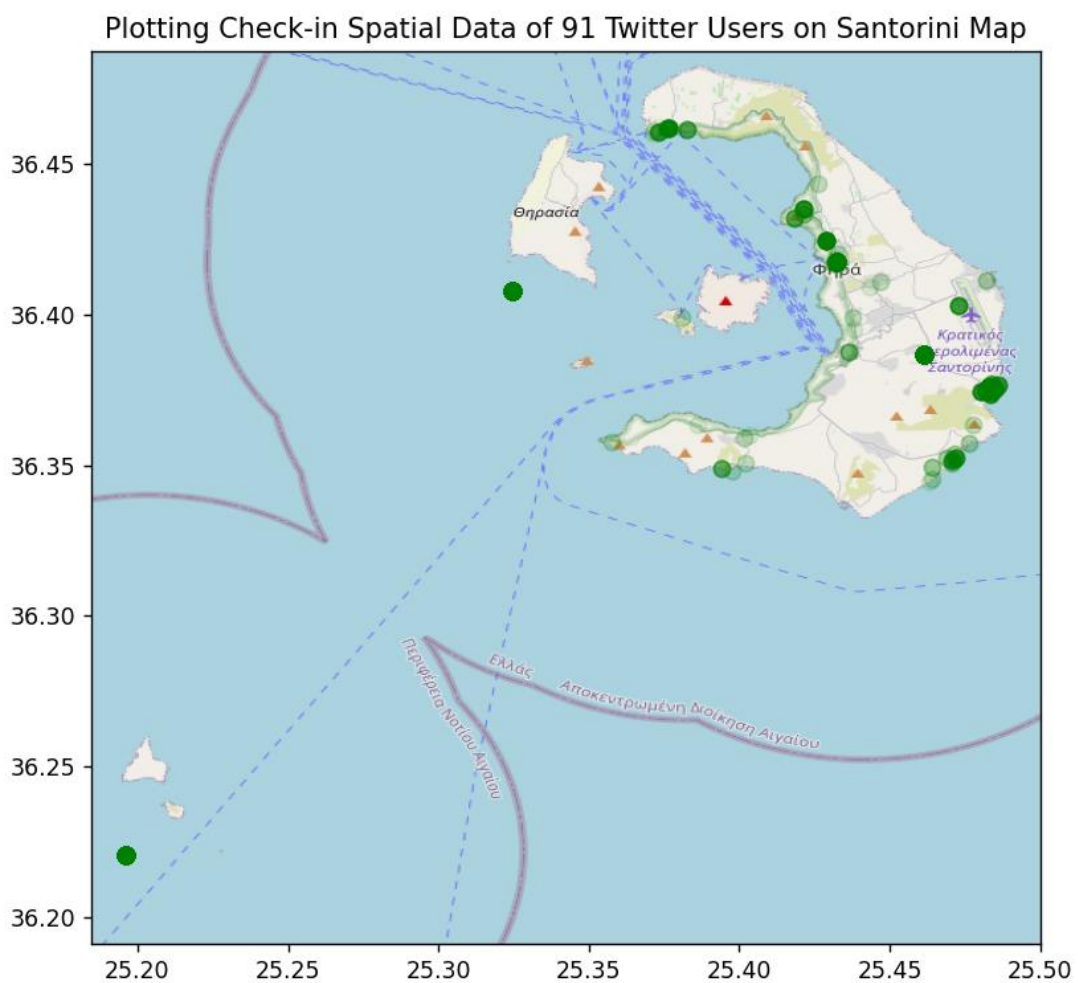 Plotting Check-in Spatial Data of 91 Twitter Users on Santorini Map
36.45
36.40
36.35
36.30
36.25
36.20
Θηρασία
Φηρά
Κρατικός
ερολιμένας
Σαντορίνης
Ελλάς
Αποκεντρωμένη Διοίκηση Αιγαίου
Περιφέρεια Νοτίου Αιγαίου
25.20 25.25 25.30 25.35 25.40 25.45 25.50